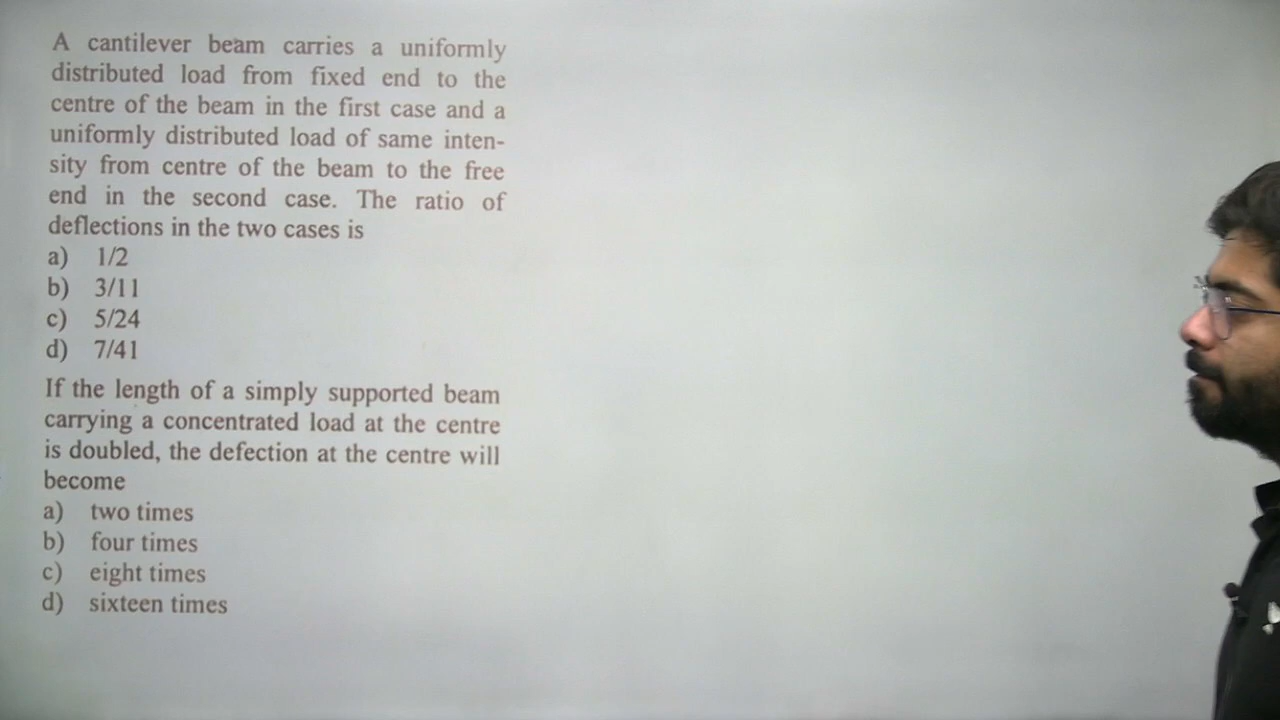 A cantilever beam carries a uniformly
distributed load from fixed end to the
centre of the beam in the first case and a
uniformly distributed load of same inten-
sity from centre of the beam to the free
end in the second case. The ratio of
deflections in the two cases is
a) 1/2
b) 3/11
c) 5/24
d) 7/41
If the length of a simply supported beam
carrying a concentrated load at the centre
is doubled, the defection at the centre will
become
a) two times
b) four times
c) eight times
d) sixteen times